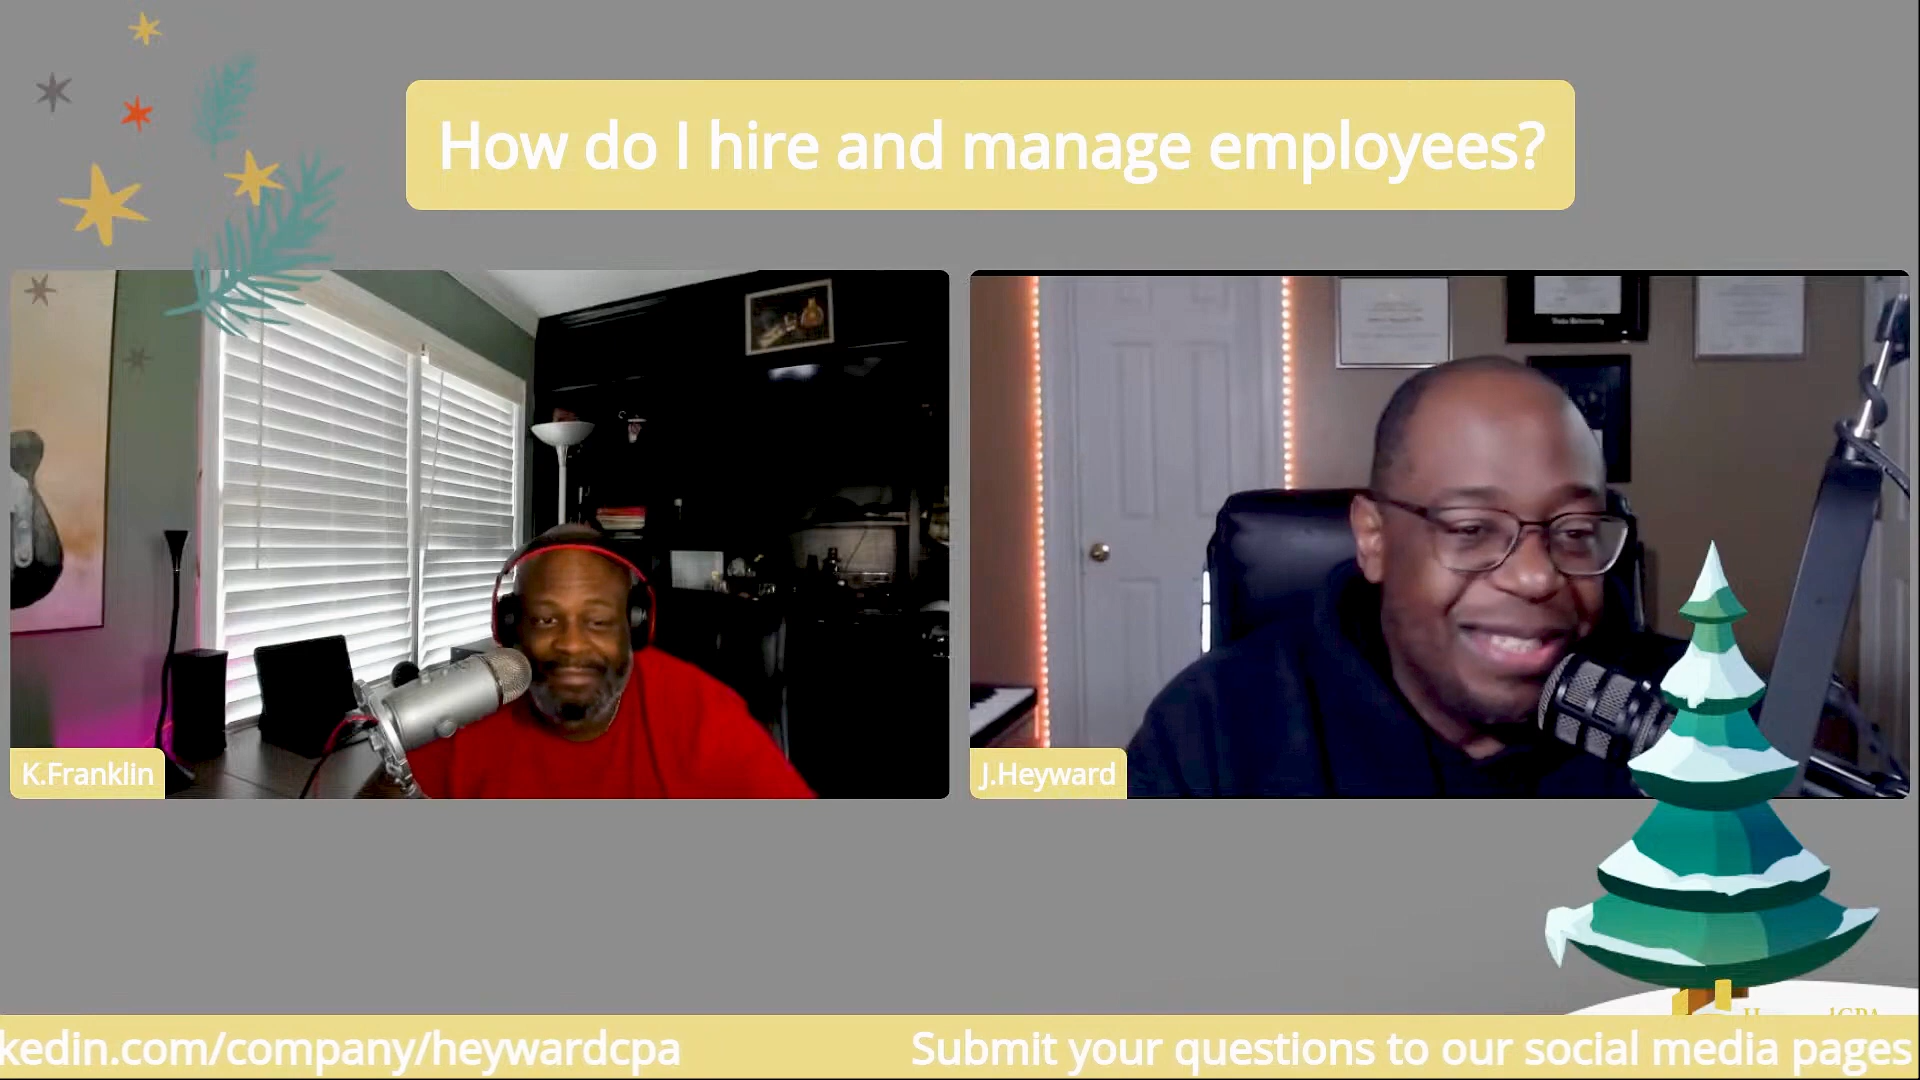 How do I hire and manage employees?
K.Franklin
J.Heyward
kedin.com/company/heywardcpa
Submit your questions to our social media pages